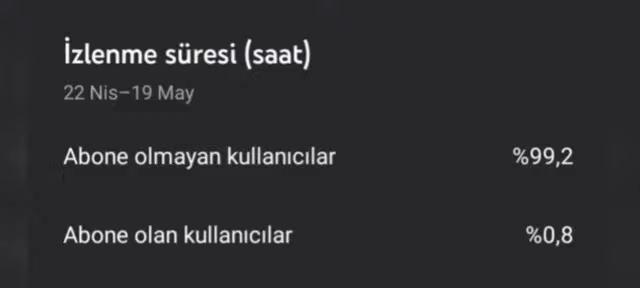 İzlenme süresi (saat)
22 Nis–19 May
Abone olmayan kullanıcılar %99,2
Abone olan kullanıcılar %0,8